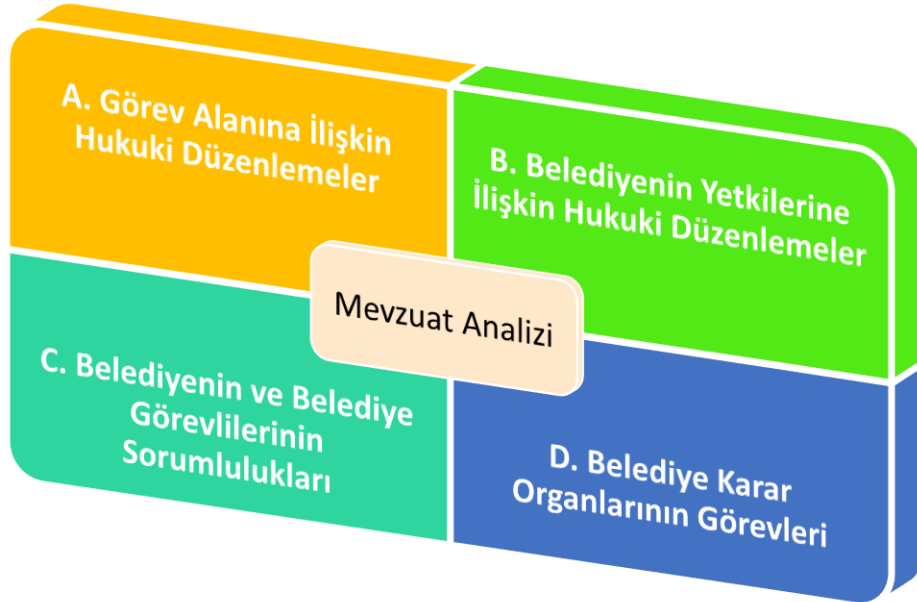 A. Görev Alanına İlişkin
Hukuki Düzenlemeler
B. Belediyenin Yetkilerine
İlişkin Hukuki Düzenlemeler
Mevzuat Analizi
C. Belediyenin ve Belediye
Görevlilerinin
Sorumlulukları
D. Belediye Karar
Organlarının Görevleri